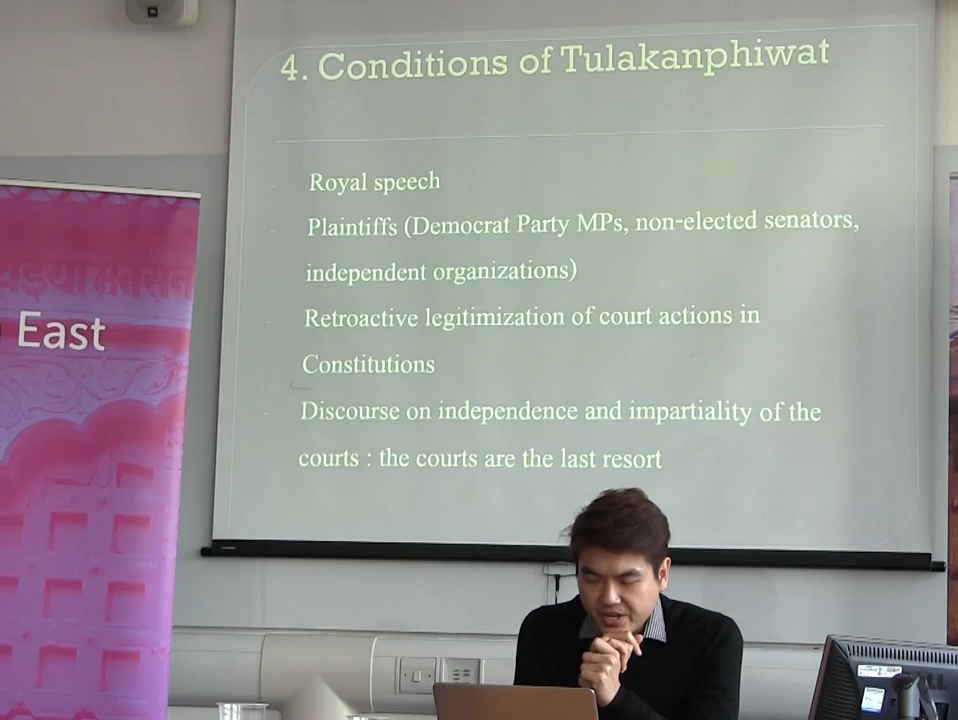 4. Conditions of Tulakanphiwat
- Royal speech
- Plaintiffs (Democrat Party MPs, non-elected senators,
independent organizations)
- Retroactive legitimization of court actions in
Constitutions
- Discourse on independence and impartiality of the
courts : the courts are the last resort
East
DELL